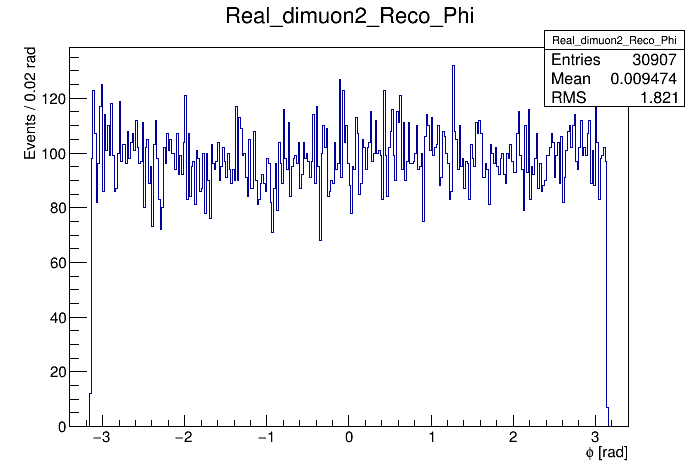 Real_dimuon2_Reco_Phi
Real_dimuon2_Reco_Phi
Entries 30907
Mean 0.009474
RMS 1.821
Events / 0.02 rad
120
100
80
60
40
20
0
−3 −2 −1 0 1 2 3
ϕ [rad]